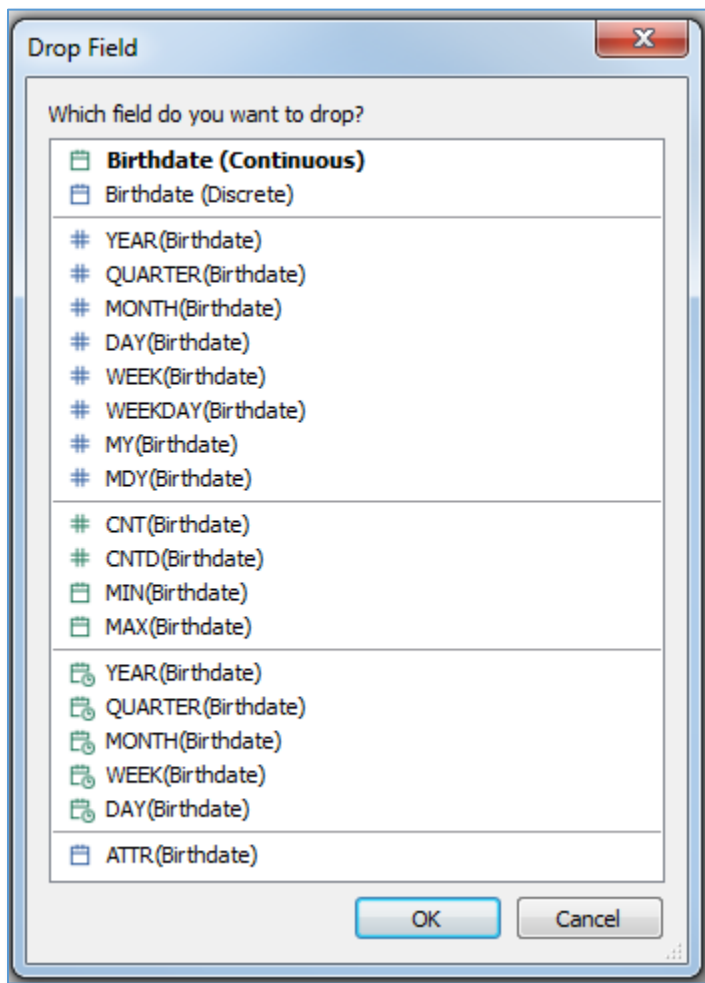 Drop Field
Which field do you want to drop?
Birthdate (Continuous)
Birthdate (Discrete)
YEAR(Birthdate)
QUARTER(Birthdate)
MONTH(Birthdate)
DAY(Birthdate)
WEEK(Birthdate)
WEEKDAY(Birthdate)
MY(Birthdate)
MDY(Birthdate)
CNT(Birthdate)
CNTD(Birthdate)
MIN(Birthdate)
MAX(Birthdate)
YEAR(Birthdate)
QUARTER(Birthdate)
MONTH(Birthdate)
WEEK(Birthdate)
DAY(Birthdate)
ATTR(Birthdate)
OK Cancel